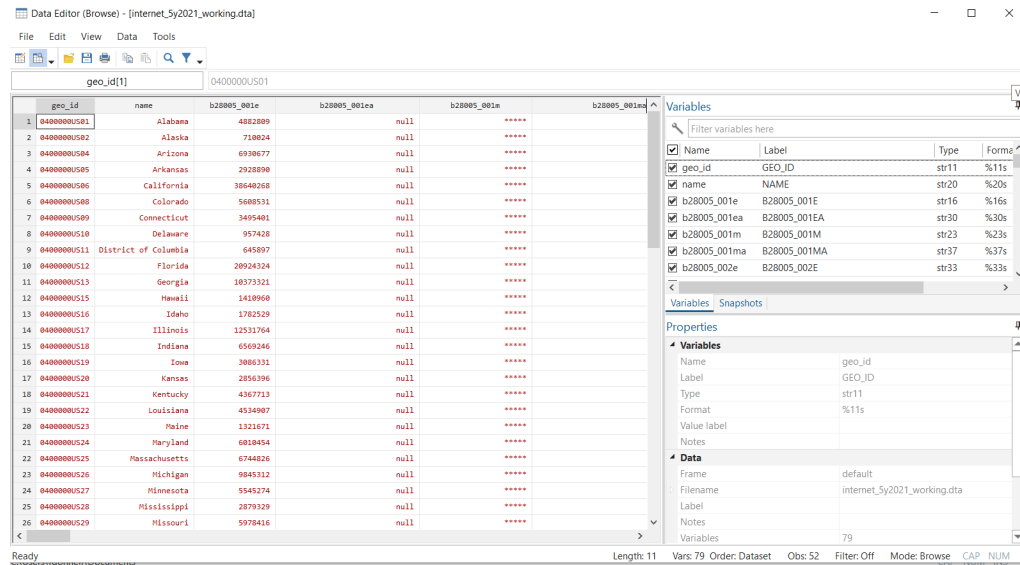 Data Editor (Browse) - [internet_5y2021_working.dta]
File Edit View Data Tools
geo_id[1] 0400000US01
geo_id name b28005_001e b28005_001ea b28005_001m b28005_001ma
1 0400000US01 Alabama 4882809 null *****
2 0400000US02 Alaska 710024 null *****
3 0400000US04 Arizona 6930677 null *****
4 0400000US05 Arkansas 2928890 null *****
5 0400000US06 California 38640268 null *****
6 0400000US08 Colorado 5608531 null *****
7 0400000US09 Connecticut 3495401 null *****
8 0400000US10 Delaware 957428 null *****
9 0400000US11 District of Columbia 645897 null *****
10 0400000US12 Florida 20924324 null *****
11 0400000US13 Georgia 10373321 null *****
12 0400000US15 Hawaii 1410960 null *****
13 0400000US16 Idaho 1782529 null *****
14 0400000US17 Illinois 12531764 null *****
15 0400000US18 Indiana 6569246 null *****
16 0400000US19 Iowa 3086331 null *****
17 0400000US20 Kansas 2856396 null *****
18 0400000US21 Kentucky 4367713 null *****
19 0400000US22 Louisiana 4534907 null *****
20 0400000US23 Maine 1321671 null *****
21 0400000US24 Maryland 6010454 null *****
22 0400000US25 Massachusetts 6744826 null *****
23 0400000US26 Michigan 9845312 null *****
24 0400000US27 Minnesota 5545274 null *****
25 0400000US28 Mississippi 2879329 null *****
26 0400000US29 Missouri 5978416 null *****
Variables
Filter variables here
Name Label Type Forma
geo_id GEO_ID str11 %11s
name NAME str20 %20s
b28005_001e B28005_001E str16 %16s
b28005_001ea B28005_001EA str30 %30s
b28005_001m B28005_001M str23 %23s
b28005_001ma B28005_001MA str37 %37s
b28005_002e B28005_002E str33 %33s
Variables Snapshots
Properties
Variables
Name geo_id
Label GEO_ID
Type str11
Format %11s
Value label
Notes
Data
Frame default
Filename internet_5y2021_working.dta
Label
Notes
Variables 79
Ready Length: 11 Vars: 79 Order: Dataset Obs: 52 Filter: Off Mode: Browse CAP NUM